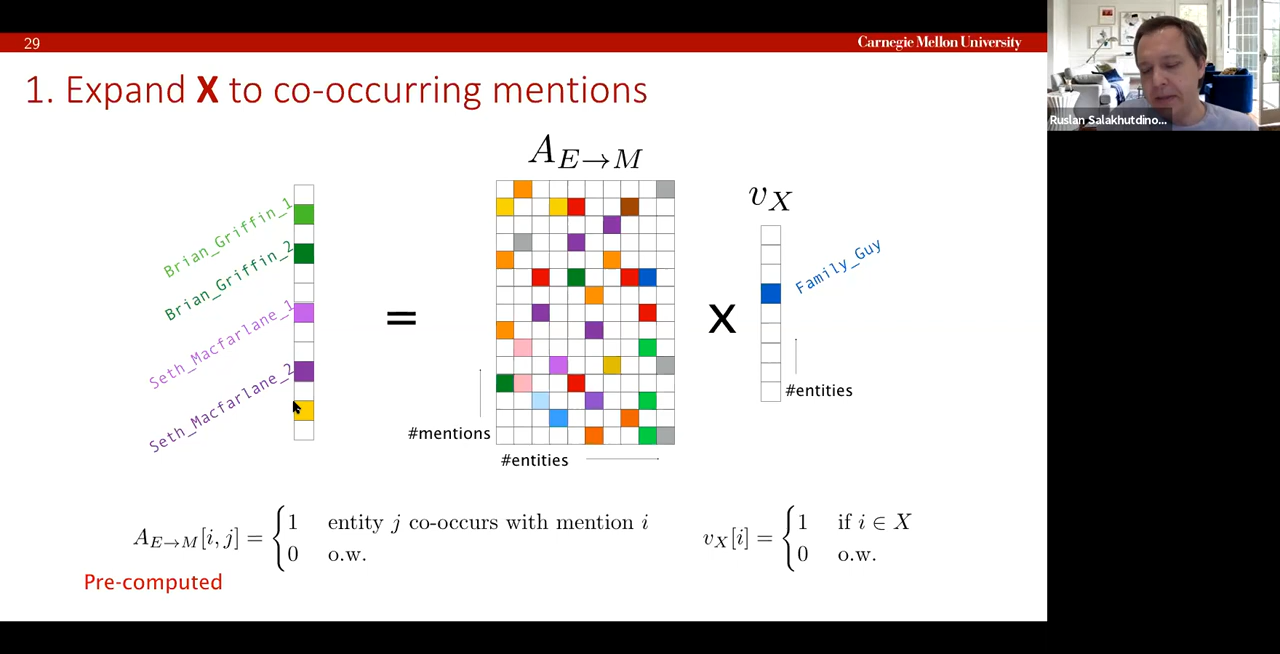 29
Carnegie Mellon University
1. Expand X to co-occurring mentions
Ruslan Salakhutdino...
A_{E→M}
v_X
Brian_Griffin_1
Brian_Griffin_2
Seth_Macfarlane_1
Seth_Macfarlane_2
=
X
Family_Guy
#entities
#mentions
#entities
A_{E→M}[i, j] = { 1 entity j co-occurs with mention i
0 o.w.
v_X[i] = { 1 if i ∈ X
0 o.w.
Pre-computed